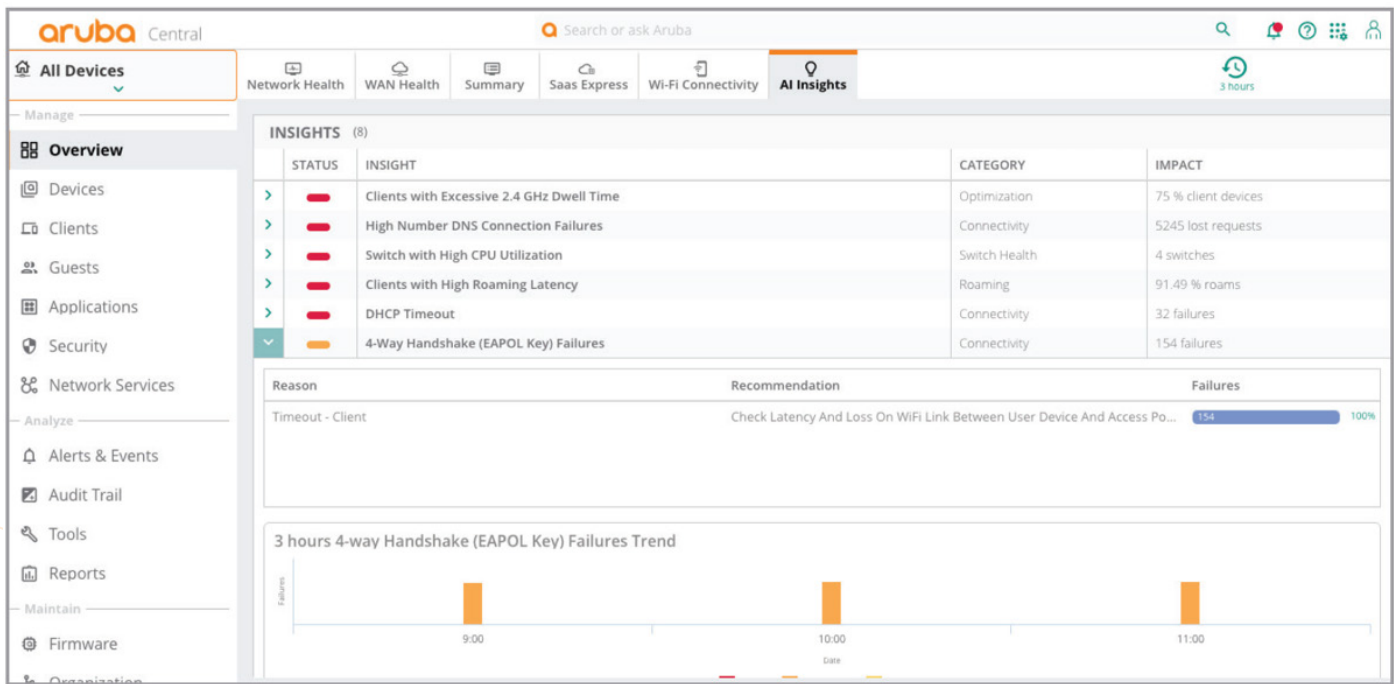 aruba Central
Search or ask Aruba
All Devices
Network Health
WAN Health
Summary
Saas Express
Wi-Fi Connectivity
AI Insights
3 hours
Manage
Overview
Devices
Clients
Guests
Applications
Security
Network Services
Analyze
Alerts & Events
Audit Trail
Tools
Reports
Maintain
Firmware
Organization
INSIGHTS (8)
STATUS INSIGHT CATEGORY IMPACT
Clients with Excessive 2.4 GHz Dwell Time Optimization 75 % client devices
High Number DNS Connection Failures Connectivity 5245 lost requests
Switch with High CPU Utilization Switch Health 4 switches
Clients with High Roaming Latency Roaming 91.49 % roams
DHCP Timeout Connectivity 32 failures
4-Way Handshake (EAPOL Key) Failures Connectivity 154 failures
Reason Recommendation Failures
Timeout - Client Check Latency And Loss On WiFi Link Between User Device And Access Po... 154 100%
3 hours 4-way Handshake (EAPOL Key) Failures Trend
Failures
9:00 10:00 11:00
Date